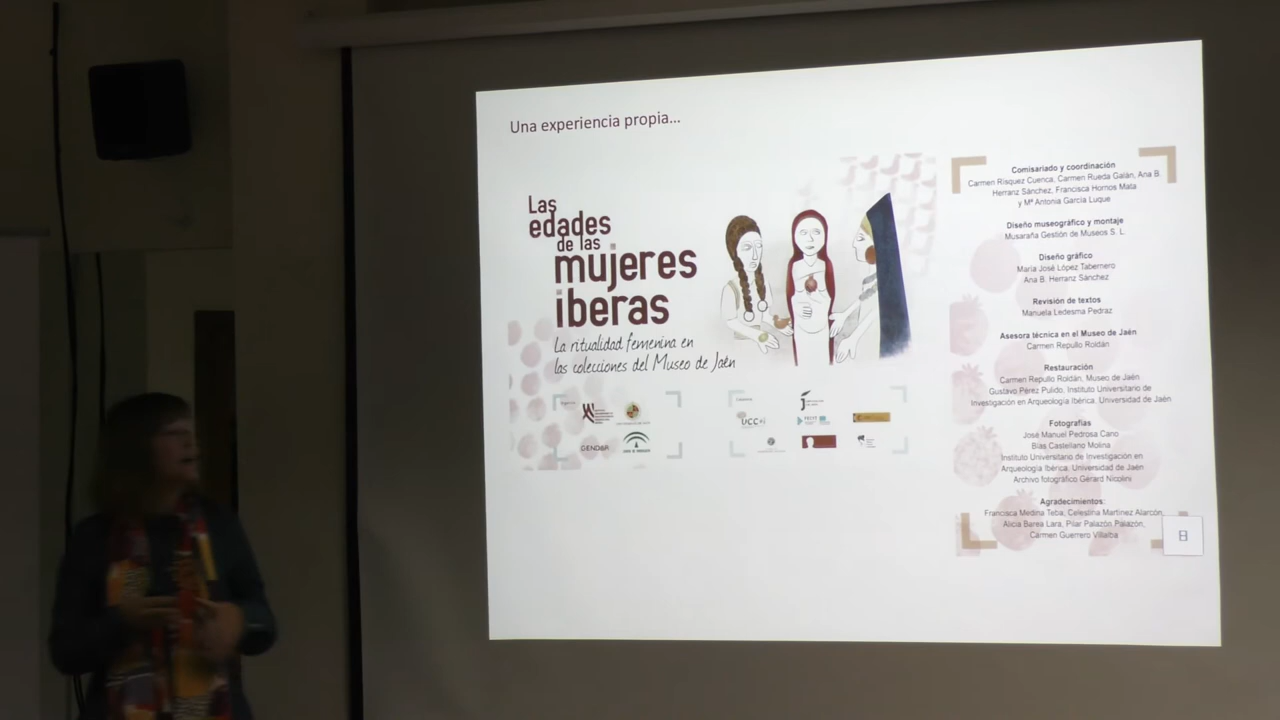 Una experiencia propia...
Las
edades
de las
mujeres
iberas
La ritualidad femenina en
las colecciones del Museo de Jaén
GENDAR
UCC+i
Comisariado y coordinación
Carmen Rísquez Cuenca, Carmen Rueda Galán, Ana B.
Herranz Sánchez, Francisca Hornos Mata
y Mª Antonia García Luque
Diseño museográfico y montaje
Musaraña Gestión de Museos S. L.
Diseño gráfico
María José López Tabernero
Ana B. Herranz Sánchez
Revisión de textos
Manuela Ledesma Pedraz
Asesora técnica en el Museo de Jaén
Carmen Repullo Roldán
Restauración
Carmen Repullo Roldán, Museo de Jaén
Gustavo Pérez Pulido, Instituto Universitario de
Investigación en Arqueología Ibérica. Universidad de Jaén
Fotografías
José Manuel Pedrosa Cano
Blas Castellano Molina
Instituto Universitario de Investigación en
Arqueología Ibérica. Universidad de Jaén
Archivo fotográfico Gérard Nicolini
Agradecimientos:
Francisca Medina Teba, Celestina Martínez Alarcón,
Alicia Barea Lara, Pilar Palazón Palazón,
Carmen Guerrero Villalba